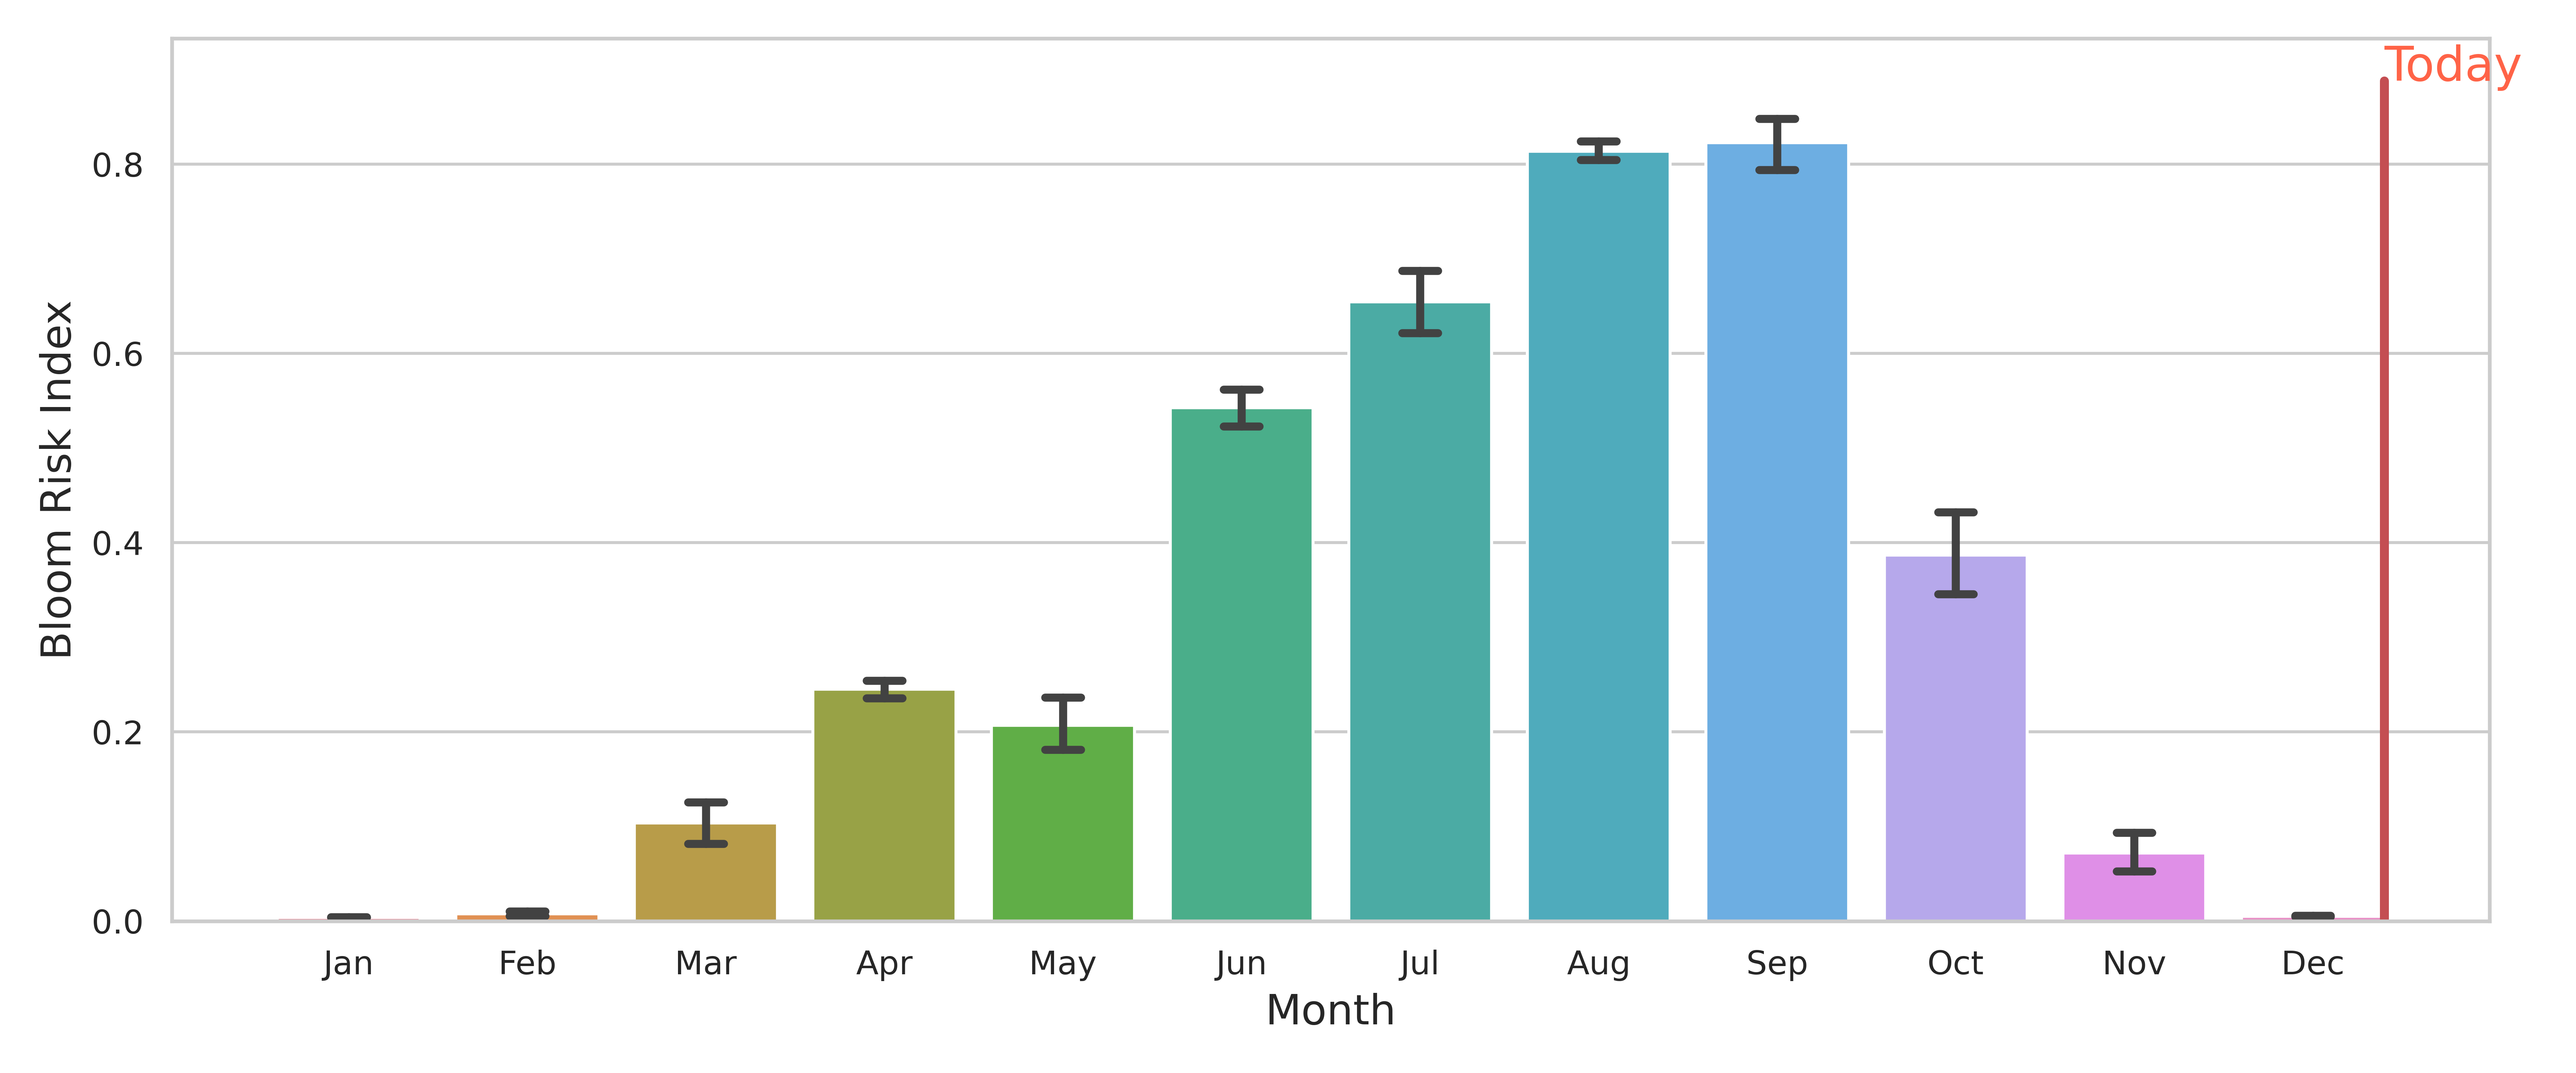 Today
Bloom Risk Index
0.8
0.6
0.4
0.2
0.0
Jan Feb Mar Apr May Jun Jul Aug Sep Oct Nov Dec
Month